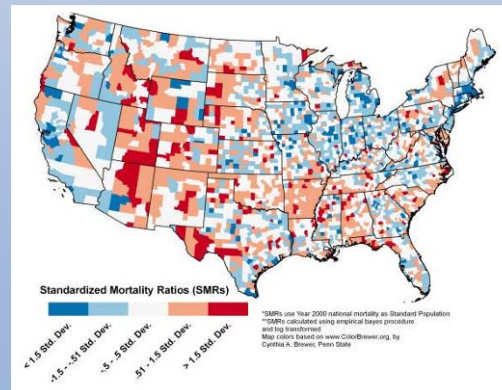 Standardized Mortality Ratios (SMRs)
< 1.5 Std. Dev.
-1.5 - -.51 Std. Dev.
-.5 - .5 Std. Dev.
.51 - 1.5 Std. Dev.
> 1.5 Std. Dev.
*SMRs use Year 2000 national mortality as Standard Population
**SMRs calculated using empirical bayes procedure
and log transformed
Map colors based on www.ColorBrewer.org, by
Cynthia A. Brewer, Penn State